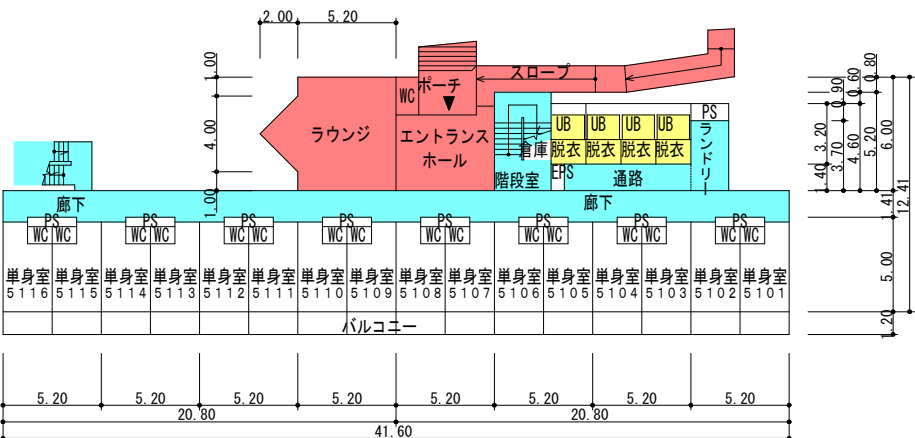 2.00 5.20
1.00
4.00
1.00
スロープ
ポーチ
WC
PS
ラウンジ
エントランス
ホール
UB UB UB UB
倉庫 脱衣 脱衣 脱衣 脱衣
ランドリー
階段室
EPS
通路
廊下 廊下
0.80
0.60
0.90
3.20
3.70
4.60
5.20
6.00
1.40
1.41
12.41
5.00
1.20
PS PS PS PS PS PS PS PS
WC WC WC WC WC WC WC WC WC WC WC WC WC WC WC WC
単身室 単身室 単身室 単身室 単身室 単身室 単身室 単身室 単身室 単身室 単身室 単身室 単身室 単身室 単身室 単身室
5116 5115 5114 5113 5112 5111 5110 5109 5108 5107 5106 5105 5104 5103 5102 5101
バルコニー
5.20 5.20 5.20 5.20 5.20 5.20 5.20 5.20
20.80 20.80
41.60